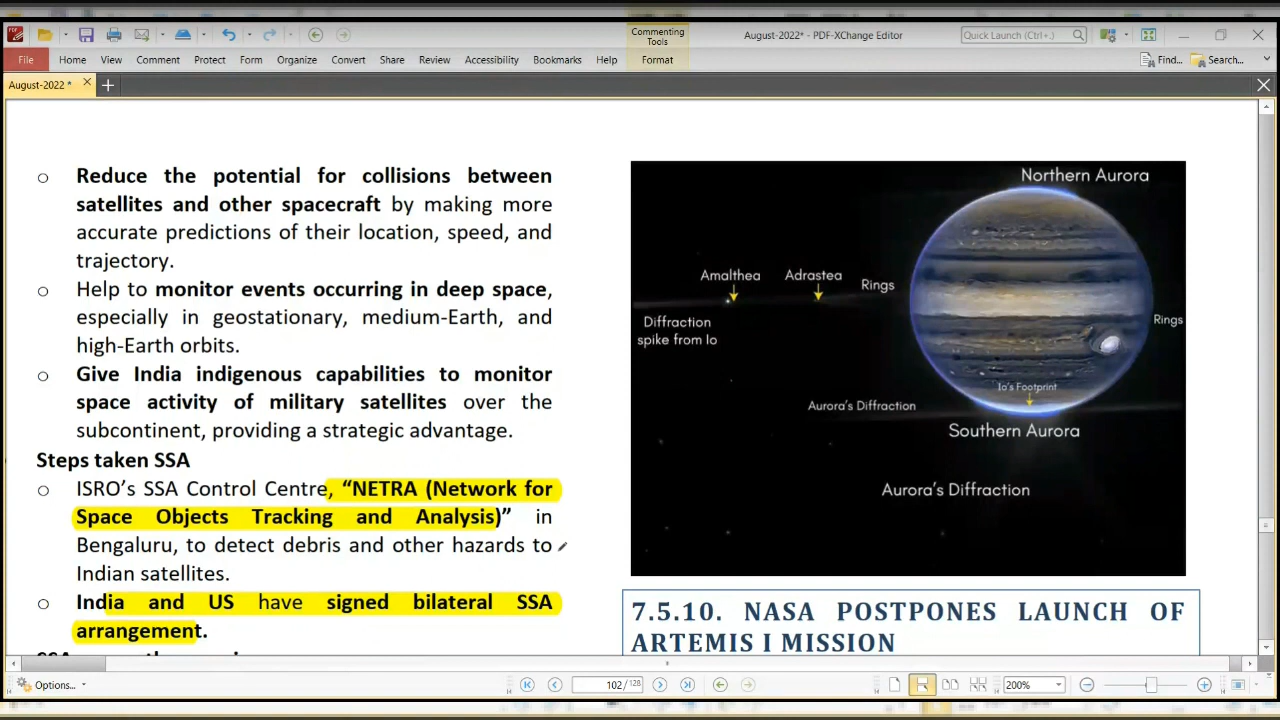 Commenting
Tools
August-2022* - PDF-XChange Editor
Quick Launch (Ctrl+.)
File
Home
View
Comment
Protect
Form
Organize
Convert
Share
Review
Accessibility
Bookmarks
Help
Format
Find...
Search...
August-2022 *
Reduce the potential for collisions between
satellites and other spacecraft by making more
accurate predictions of their location, speed, and
trajectory.
Help to monitor events occurring in deep space,
especially in geostationary, medium-Earth, and
high-Earth orbits.
Give India indigenous capabilities to monitor
space activity of military satellites over the
subcontinent, providing a strategic advantage.
Steps taken SSA
ISRO’s SSA Control Centre, “NETRA (Network for
Space Objects Tracking and Analysis)” in
Bengaluru, to detect debris and other hazards to
Indian satellites.
India and US have signed bilateral SSA
arrangement.
Northern Aurora
Amalthea
Adrastea
Rings
Diffraction
spike from Io
Rings
Io's Footprint
Aurora's Diffraction
Southern Aurora
Aurora's Diffraction
7.5.10. NASA POSTPONES LAUNCH OF
ARTEMIS I MISSION
Options...
102 / 128
200%